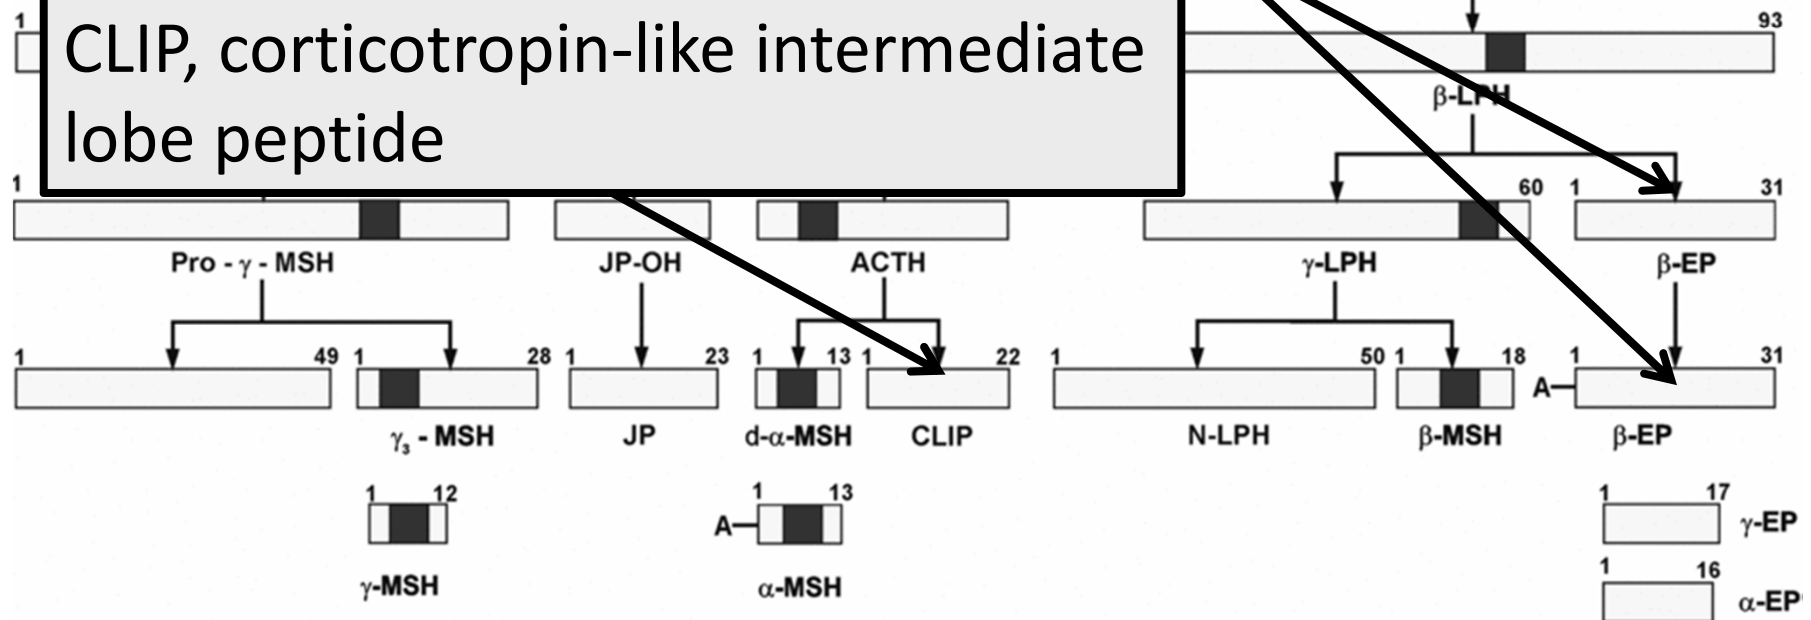 1 93
CLIP, corticotropin-like intermediate
lobe peptide
β-LPH
1 60 1 31
Pro - γ - MSH JP-OH ACTH γ-LPH β-EP
1 49 1 28 1 23 1 13 1 22 1 50 1 18 1 31
A
γ₃ - MSH JP d-α-MSH CLIP N-LPH β-MSH β-EP
1 12 1 13 1 17
A γ-EP
γ-MSH α-MSH 1 16
α-EP